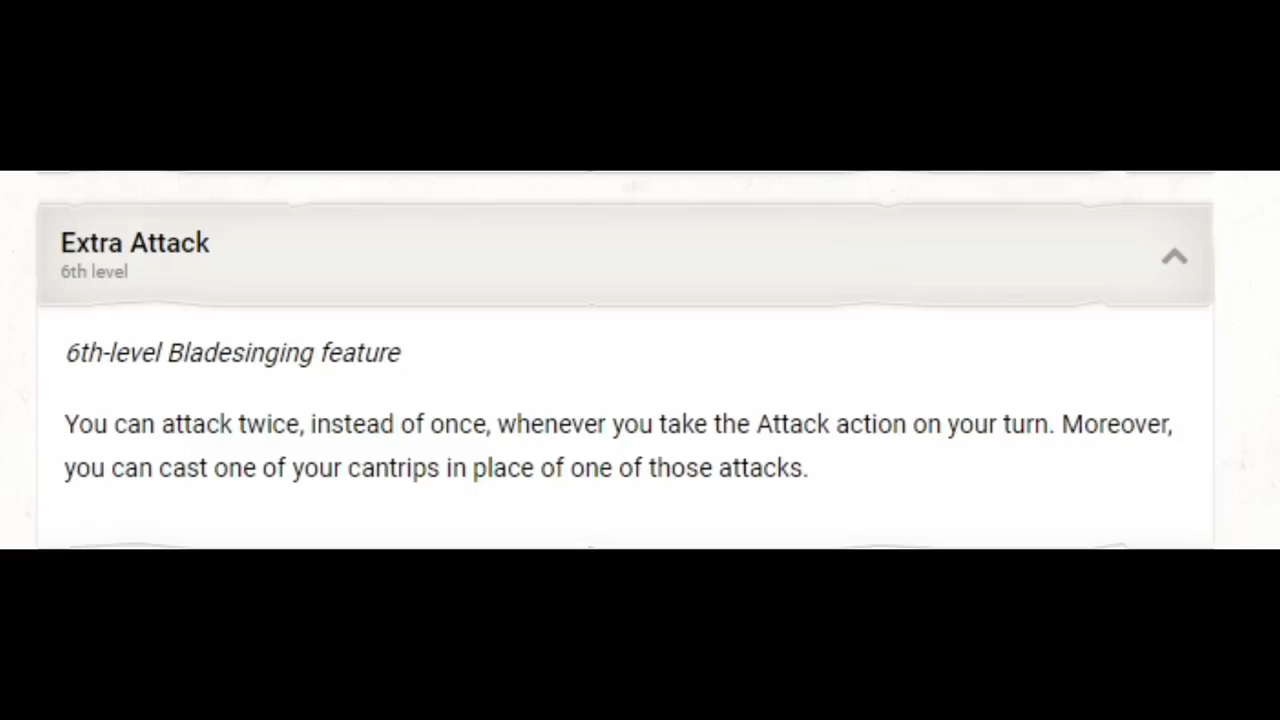 Extra Attack
6th level
6th-level Bladesinging feature
You can attack twice, instead of once, whenever you take the Attack action on your turn. Moreover,
you can cast one of your cantrips in place of one of those attacks.